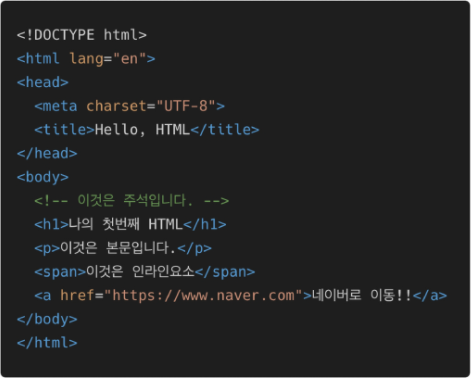 <!DOCTYPE html>
<html lang="en">
<head>
  <meta charset="UTF-8">
  <title>Hello, HTML</title>
</head>
<body>
  <!-- 이것은 주석입니다. -->
  <h1>나의 첫번째 HTML</h1>
  <p>이것은 본문입니다.</p>
  <span>이것은 인라인요소</span>
  <a href="https://www.naver.com">네이버로 이동!!</a>
</body>
</html>